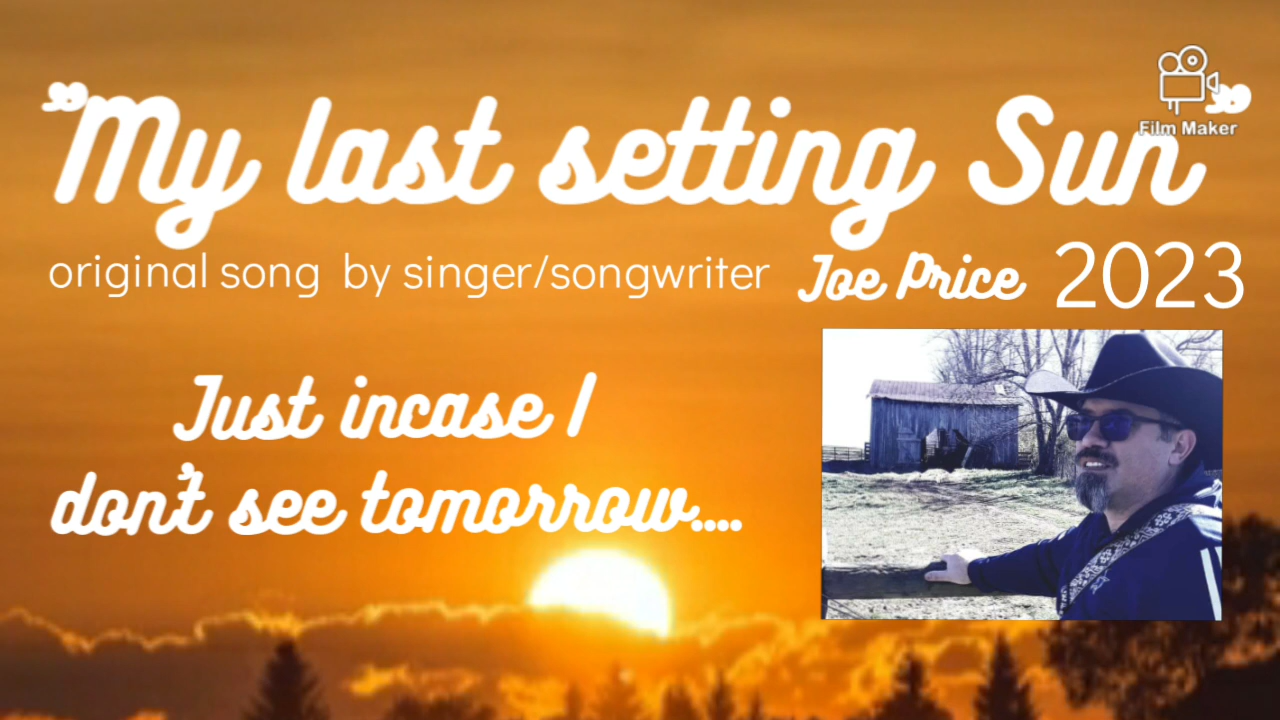 "My last setting Sun"
Film Maker
original song by singer/songwriter Joe Price 2023
Just incase I
don't see tomorrow....